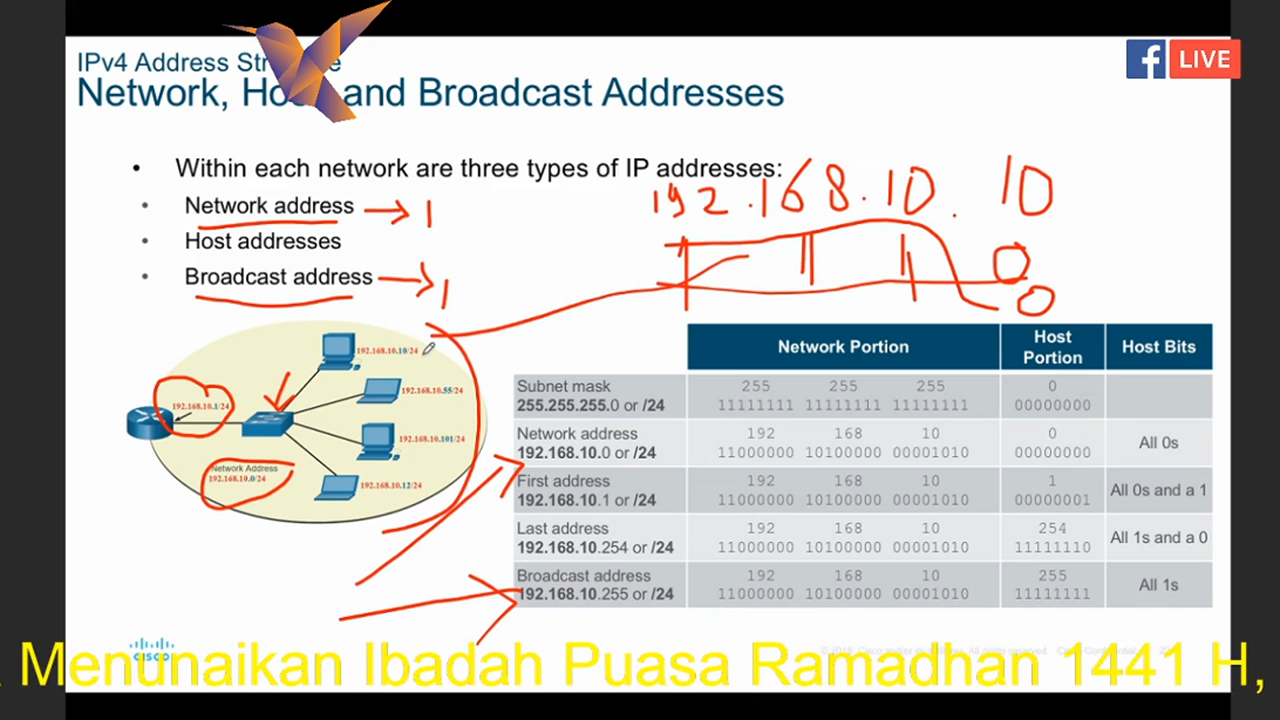 IPv4 Address
Network, and Broadcast Addresses
f LIVE
• Within each network are three types of IP addresses:
• Network address → 1
• Host addresses
• Broadcast address → 1
192.168.10.10
0
0
192.168.10.10/24
192.168.10.55/24
192.168.10.1/24
192.168.10.101/24
Network Address
192.168.10.0/24
192.168.10.12/24
Network Portion Host Portion Host Bits
Subnet mask 255 255 255 0
255.255.255.0 or /24 11111111 11111111 11111111 00000000
Network address 192 168 10 0
192.168.10.0 or /24 11000000 10100000 00001010 00000000 All 0s
First address 192 168 10 1
192.168.10.1 or /24 11000000 10100000 00001010 00000001 All 0s and a 1
Last address 192 168 10 254
192.168.10.254 or /24 11000000 10100000 00001010 11111110 All 1s and a 0
Broadcast address 192 168 10 255
192.168.10.255 or /24 11000000 10100000 00001010 11111111 All 1s
CISCO
Menunaikan Ibadah Puasa Ramadhan 1441 H,